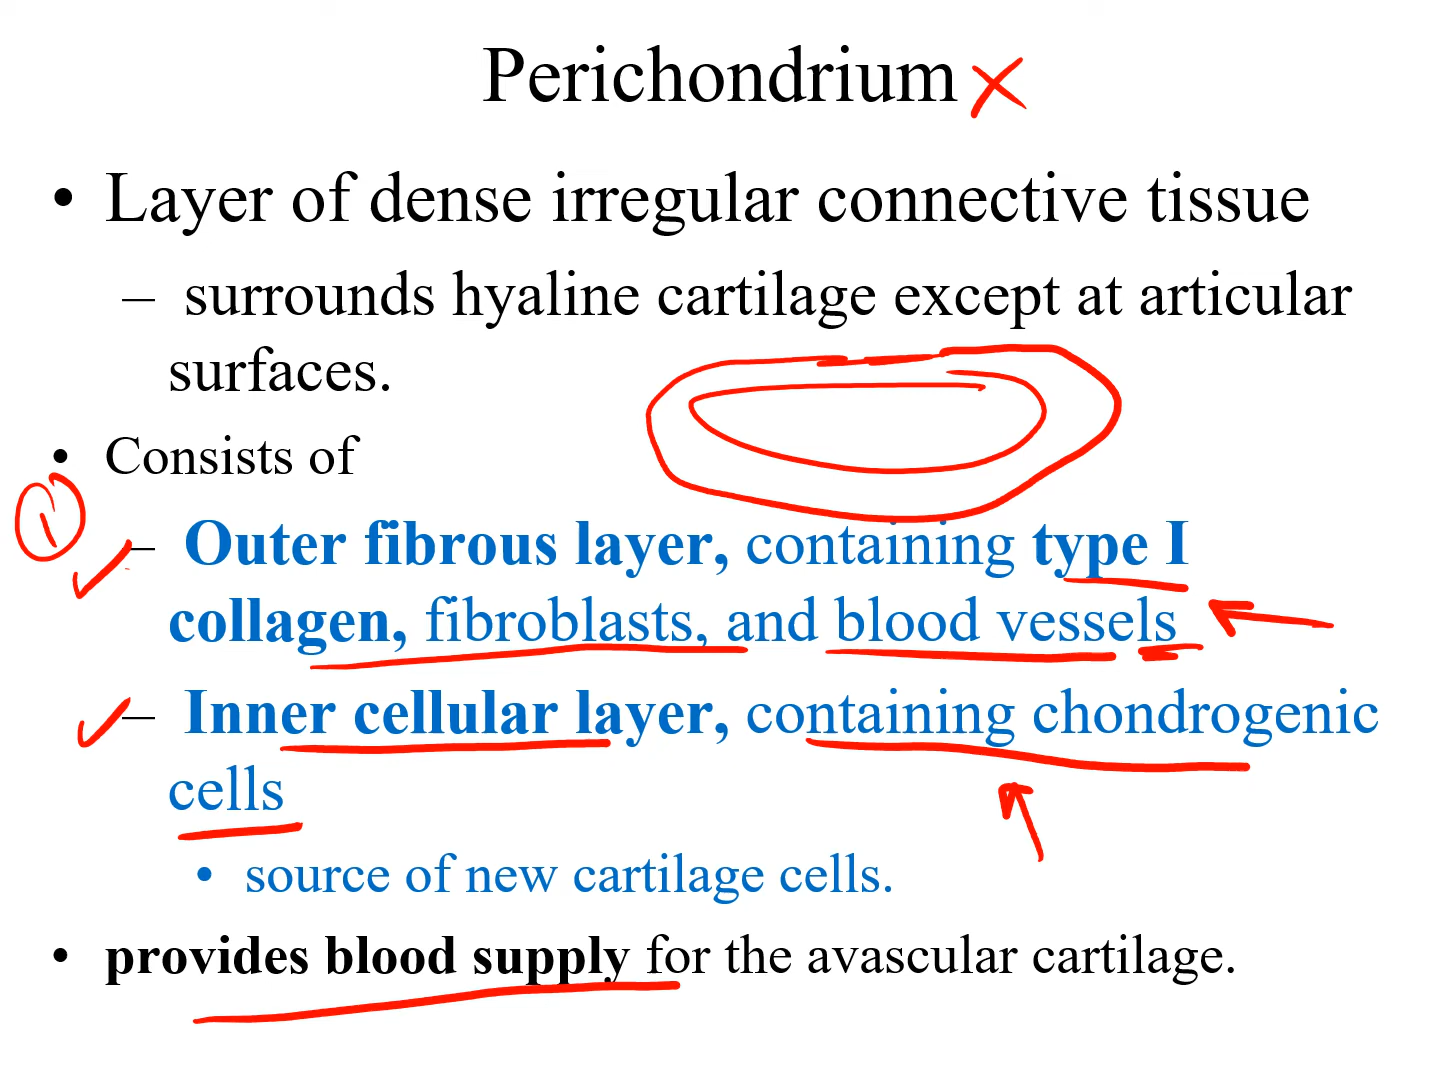 Perichondrium
• Layer of dense irregular connective tissue
– surrounds hyaline cartilage except at articular
surfaces.
• Consists of
– Outer fibrous layer, containing type I
collagen, fibroblasts, and blood vessels
– Inner cellular layer, containing chondrogenic
cells
• source of new cartilage cells.
• provides blood supply for the avascular cartilage.